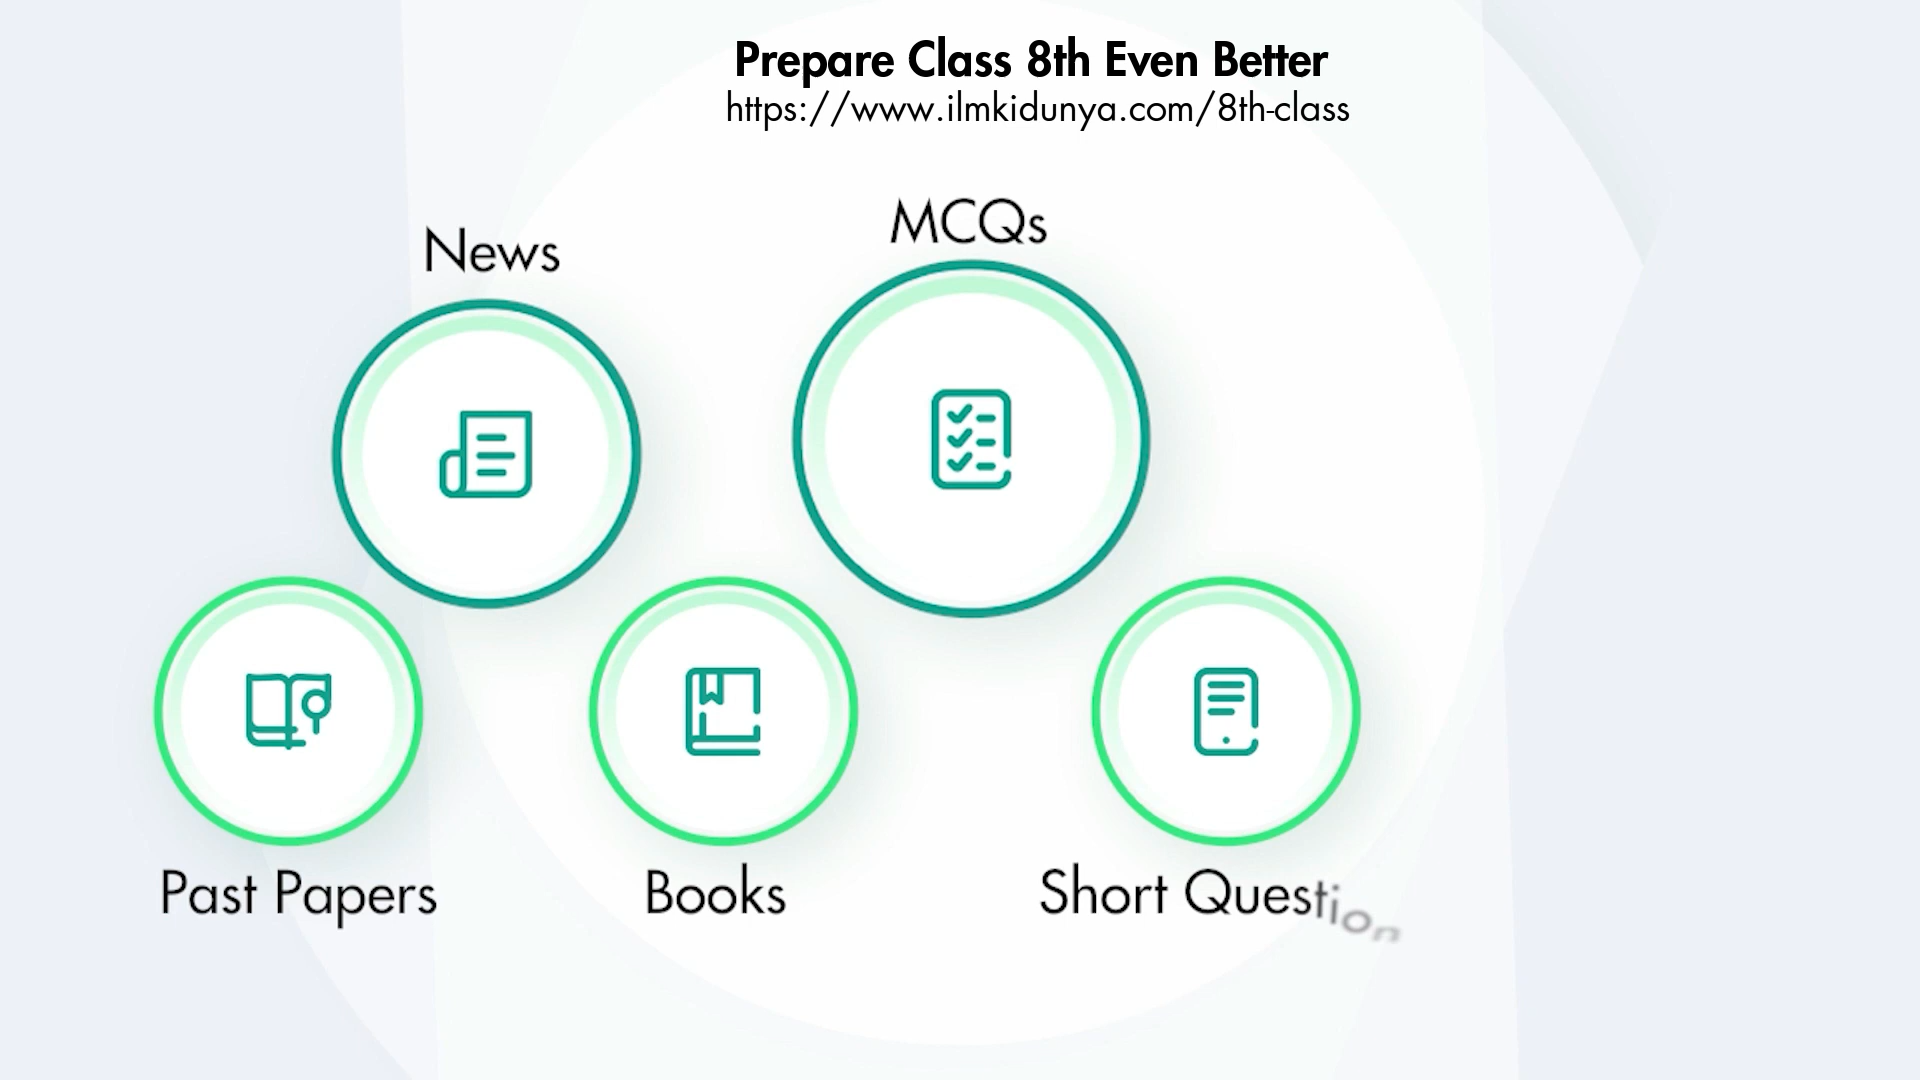 Prepare Class 8th Even Better
https://www.ilmkidunya.com/8th-class
MCQs
News
Past Papers
Books
Short Question